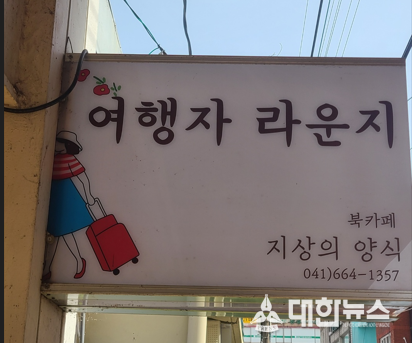 여행자 라운지
북카페
지상의 양식
041)664-1357
대한뉴스